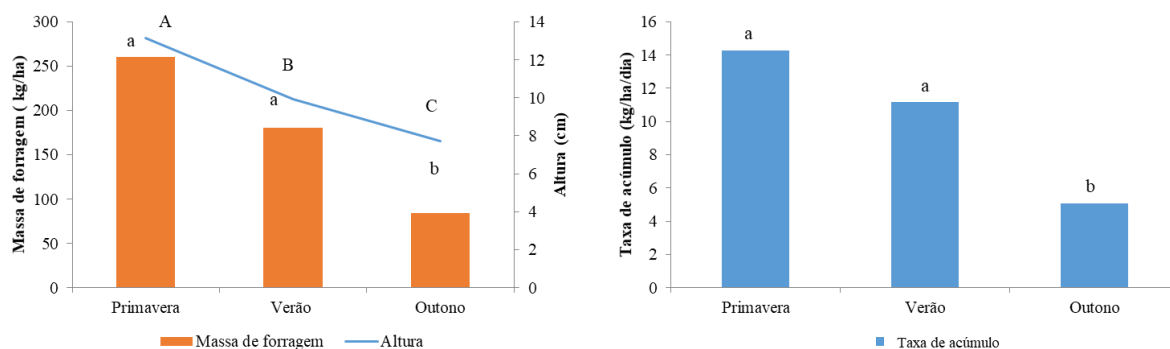 Massa de forragem ( kg/ha)
300
250
200
150
100
50
0
A
a
B
a
C
b
14
12
10
8
6
4
2
0
Altura (cm)
Primavera Verão Outono
Massa de forragem Altura
Taxa de acúmulo (kg/ha/dia)
16
14
12
10
8
6
4
2
0
a
a
b
Primavera Verão Outono
Taxa de acúmulo